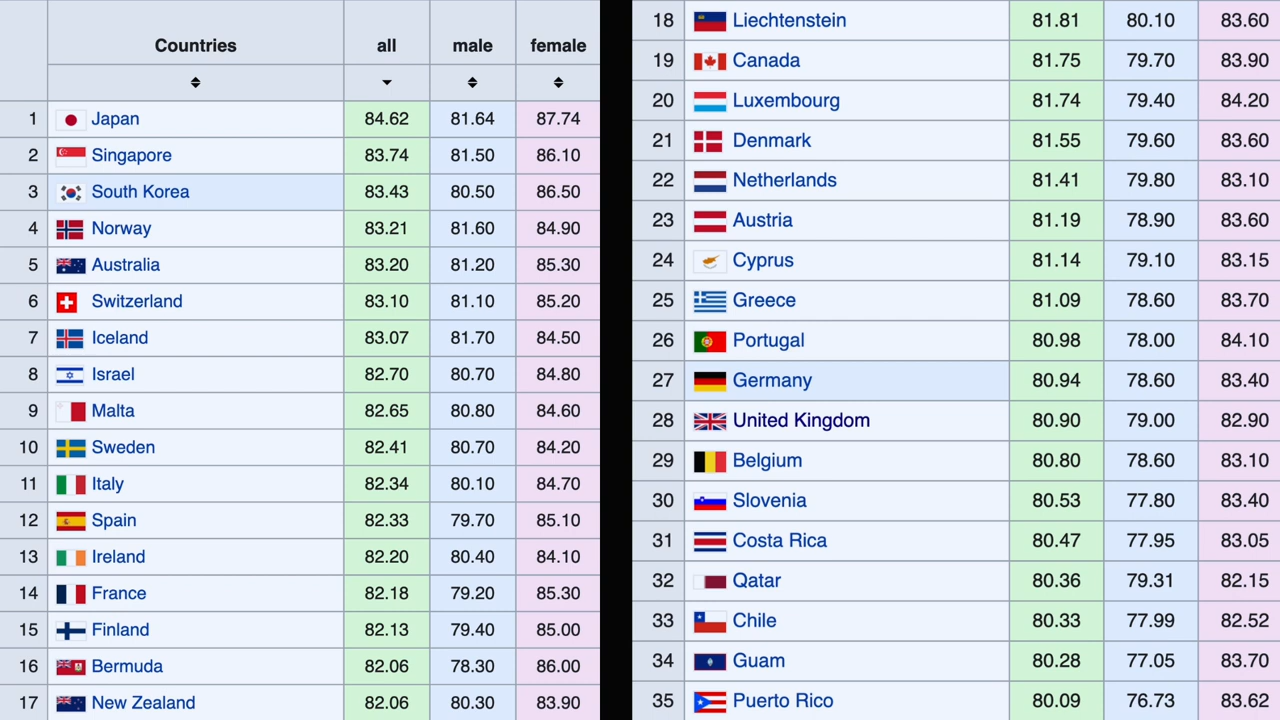 Countries all male female
1 Japan 84.62 81.64 87.74
2 Singapore 83.74 81.50 86.10
3 South Korea 83.43 80.50 86.50
4 Norway 83.21 81.60 84.90
5 Australia 83.20 81.20 85.30
6 Switzerland 83.10 81.10 85.20
7 Iceland 83.07 81.70 84.50
8 Israel 82.70 80.70 84.80
9 Malta 82.65 80.80 84.60
10 Sweden 82.41 80.70 84.20
11 Italy 82.34 80.10 84.70
12 Spain 82.33 79.70 85.10
13 Ireland 82.20 80.40 84.10
14 France 82.18 79.20 85.30
15 Finland 82.13 79.40 85.00
16 Bermuda 82.06 78.30 86.00
17 New Zealand 82.06 80.30 83.90
18 Liechtenstein 81.81 80.10 83.60
19 Canada 81.75 79.70 83.90
20 Luxembourg 81.74 79.40 84.20
21 Denmark 81.55 79.60 83.60
22 Netherlands 81.41 79.80 83.10
23 Austria 81.19 78.90 83.60
24 Cyprus 81.14 79.10 83.15
25 Greece 81.09 78.60 83.70
26 Portugal 80.98 78.00 84.10
27 Germany 80.94 78.60 83.40
28 United Kingdom 80.90 79.00 82.90
29 Belgium 80.80 78.60 83.10
30 Slovenia 80.53 77.80 83.40
31 Costa Rica 80.47 77.95 83.05
32 Qatar 80.36 79.31 82.15
33 Chile 80.33 77.99 82.52
34 Guam 80.28 77.05 83.70
35 Puerto Rico 80.09 76.73 83.62